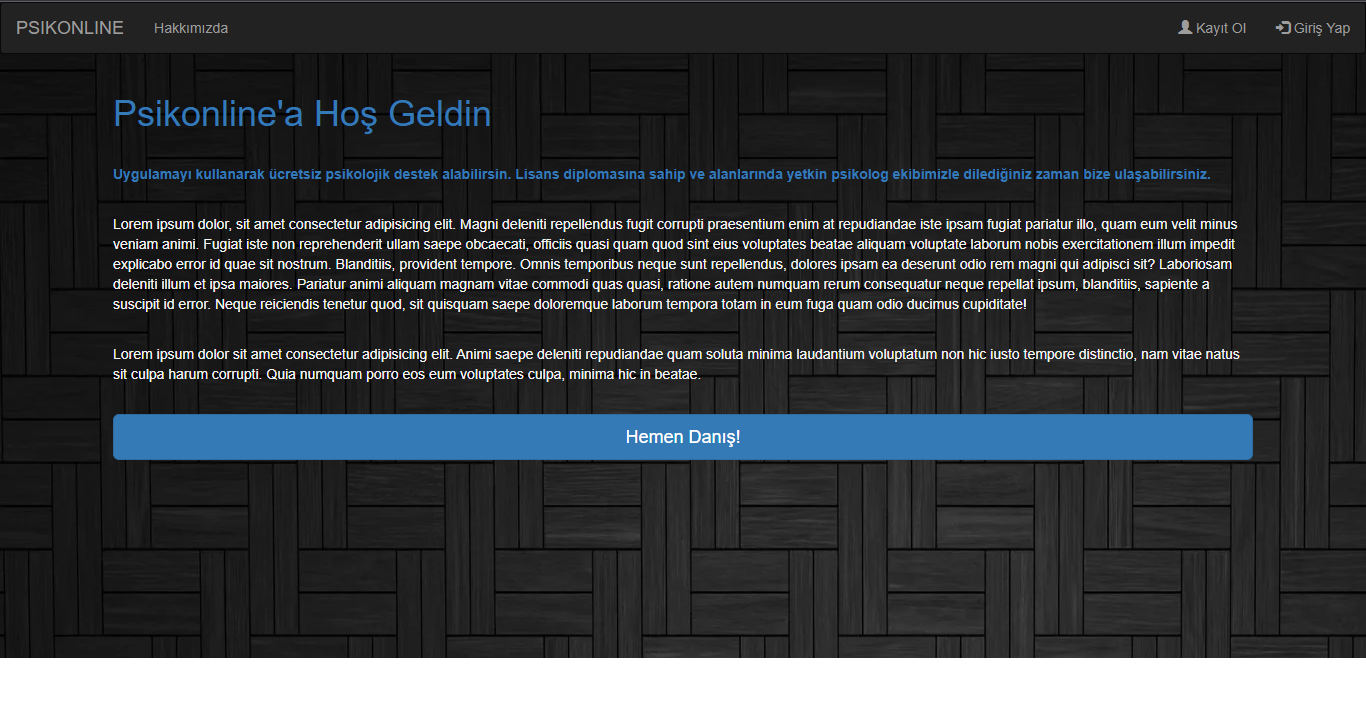 PSIKONLINE Hakkımızda Kayıt Ol Giriş Yap
Psikonline'a Hoş Geldin
Uygulamayı kullanarak ücretsiz psikolojik destek alabilirsin. Lisans diplomasına sahip ve alanlarında yetkin psikolog ekibimizle dilediğiniz zaman bize ulaşabilirsiniz.
Lorem ipsum dolor, sit amet consectetur adipisicing elit. Magni deleniti repellendus fugit corrupti praesentium enim at repudiandae iste ipsam fugiat pariatur illo, quam eum velit minus
veniam animi. Fugiat iste non reprehenderit ullam saepe obcaecati, officiis quasi quam quod sint eius voluptates beatae aliquam voluptate laborum nobis exercitationem illum impedit
explicabo error id quae sit nostrum. Blanditiis, provident tempore. Omnis temporibus neque sunt repellendus, dolores ipsam ea deserunt odio rem magni qui adipisci sit? Laboriosam
deleniti illum et ipsa maiores. Pariatur animi aliquam magnam vitae commodi quas quasi, ratione autem numquam rerum consequatur neque repellat ipsum, blanditiis, sapiente a
suscipit id error. Neque reiciendis tenetur quod, sit quisquam saepe doloremque laborum tempora totam in eum fuga quam odio ducimus cupiditate!
Lorem ipsum dolor sit amet consectetur adipisicing elit. Animi saepe deleniti repudiandae quam soluta minima laudantium voluptatum non hic iusto tempore distinctio, nam vitae natus
sit culpa harum corrupti. Quia numquam porro eos eum voluptates culpa, minima hic in beatae.
Hemen Danış!